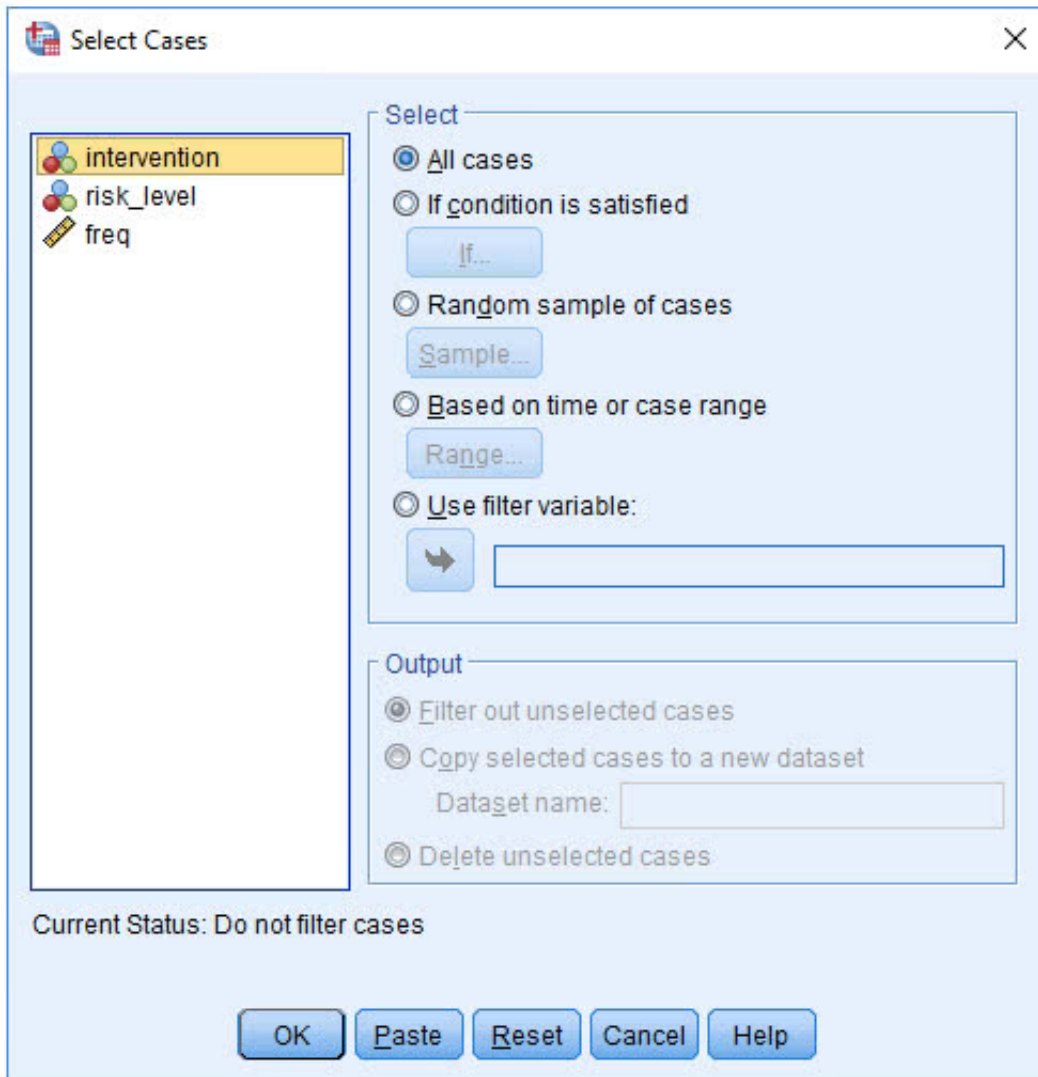 Select Cases
intervention
risk_level
freq
Select
All cases
If condition is satisfied
If...
Random sample of cases
Sample...
Based on time or case range
Range...
Use filter variable:
Output
Filter out unselected cases
Copy selected cases to a new dataset
Dataset name:
Delete unselected cases
Current Status: Do not filter cases
OK Paste Reset Cancel Help